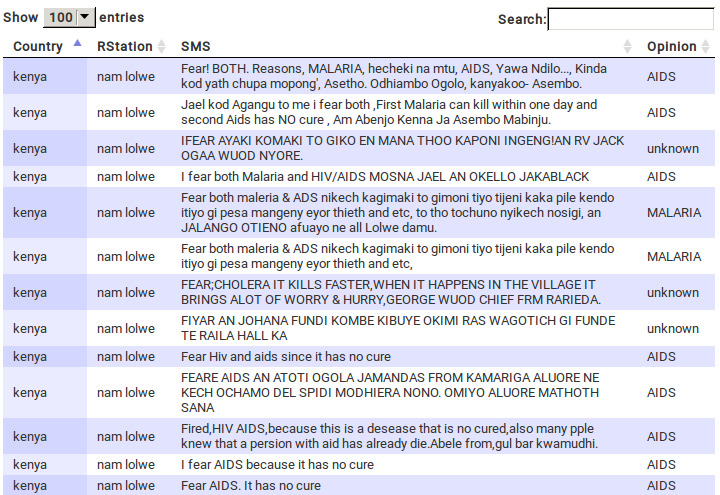 Show 100 entries Search:
Country RStation SMS Opinion
kenya nam lolwe Fear! BOTH. Reasons, MALARIA, hecheki na mtu, AIDS, Yawa Ndilo..., Kinda AIDS
kod yath chupa mopong', Asetho. Odhiambo Ogolo, kanyakoo- Asembo.
kenya nam lolwe Jael kod Agangu to me i fear both ,First Malaria can kill within one day and AIDS
second Aids has NO cure , Am Abenjo Kenna Ja Asembo Mabinju.
kenya nam lolwe IFEAR AYAKI KOMAKI TO GIKO EN MANA THOO KAPONI INGENG!AN RV JACK unknown
OGAA WUOD NYORE.
kenya nam lolwe I fear both Malaria and HIV/AIDS MOSNA JAEL AN OKELLO JAKABLACK AIDS
kenya nam lolwe Fear both maleria & ADS nikech kagimaki to gimoni tiyo tijeni kaka pile kendo MALARIA
itiyo gi pesa mangeny eyor thieth and etc, to tho tochuno nyikech nosigi, an
JALANGO OTIENO afuayo ne all Lolwe damu.
kenya nam lolwe Fear both maleria & ADS nikech kagimaki to gimoni tiyo tijeni kaka pile kendo MALARIA
itiyo gi pesa mangeny eyor thieth and etc,
kenya nam lolwe FEAR;CHOLERA IT KILLS FASTER,WHEN IT HAPPENS IN THE VILLAGE IT unknown
BRINGS ALOT OF WORRY & HURRY,GEORGE WUOD CHIEF FRM RARIEDA.
kenya nam lolwe FIYAR AN JOHANA FUNDI KOMBE KIBUYE OKIMI RAS WAGOTICH GI FUNDE unknown
TE RAILA HALL KA
kenya nam lolwe Fear Hiv and aids since it has no cure AIDS
kenya nam lolwe FEARE AIDS AN ATOTI OGOLA JAMANDAS FROM KAMARIGA ALUORE NE AIDS
KECH OCHAMO DEL SPIDI MODHIERA NONO. OMIYO ALUORE MATHOTH
SANA
kenya nam lolwe Fired,HIV AIDS,because this is a desease that is no cured,also many pple AIDS
knew that a persion with aid has already die.Abele from,gul bar kwamudhi.
kenya nam lolwe I fear AIDS because it has no cure AIDS
kenya nam lolwe Fear AIDS. It has no cure AIDS